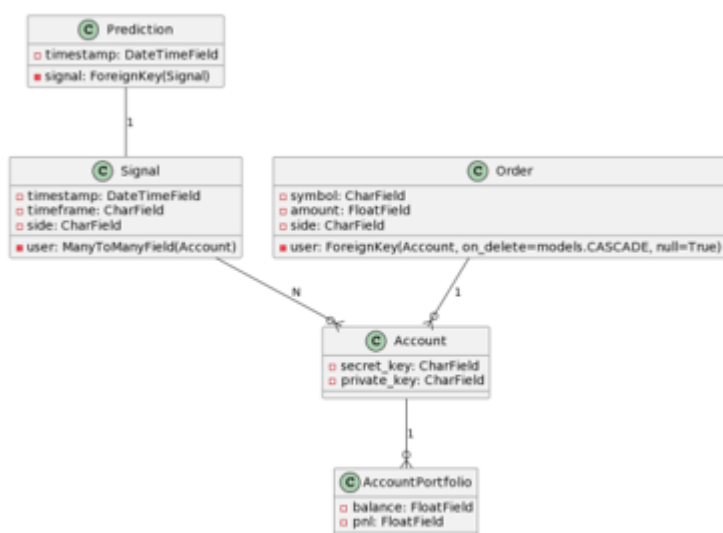 C Prediction
timestamp: DateTimeField
signal: ForeignKey(Signal)
1
C Signal
timestamp: DateTimeField
timeframe: CharField
side: CharField
user: ManyToManyField(Account)
C Order
symbol: CharField
amount: FloatField
side: CharField
user: ForeignKey(Account, on_delete=models.CASCADE, null=True)
N
1
C Account
secret_key: CharField
private_key: CharField
1
C AccountPortfolio
balance: FloatField
pnl: FloatField